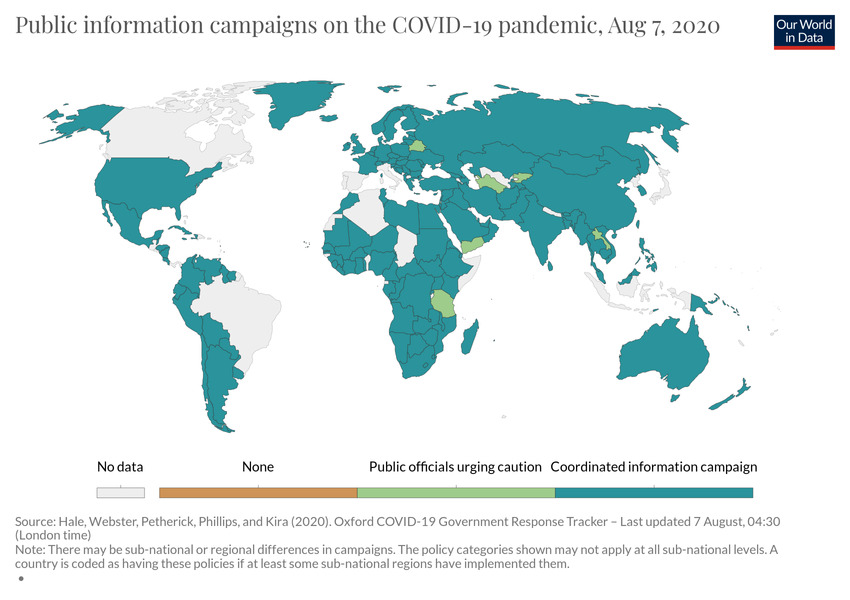 Public information campaigns on the COVID-19 pandemic, Aug 7, 2020
Our World
in Data
No data
None
Public officials urging caution
Coordinated information campaign
Source: Hale, Webster, Petherick, Phillips, and Kira (2020). Oxford COVID-19 Government Response Tracker – Last updated 7 August, 04:30
(London time)
Note: There may be sub-national or regional differences in campaigns. The policy categories shown may not apply at all sub-national levels. A
country is coded as having these policies if at least some sub-national regions have implemented them.